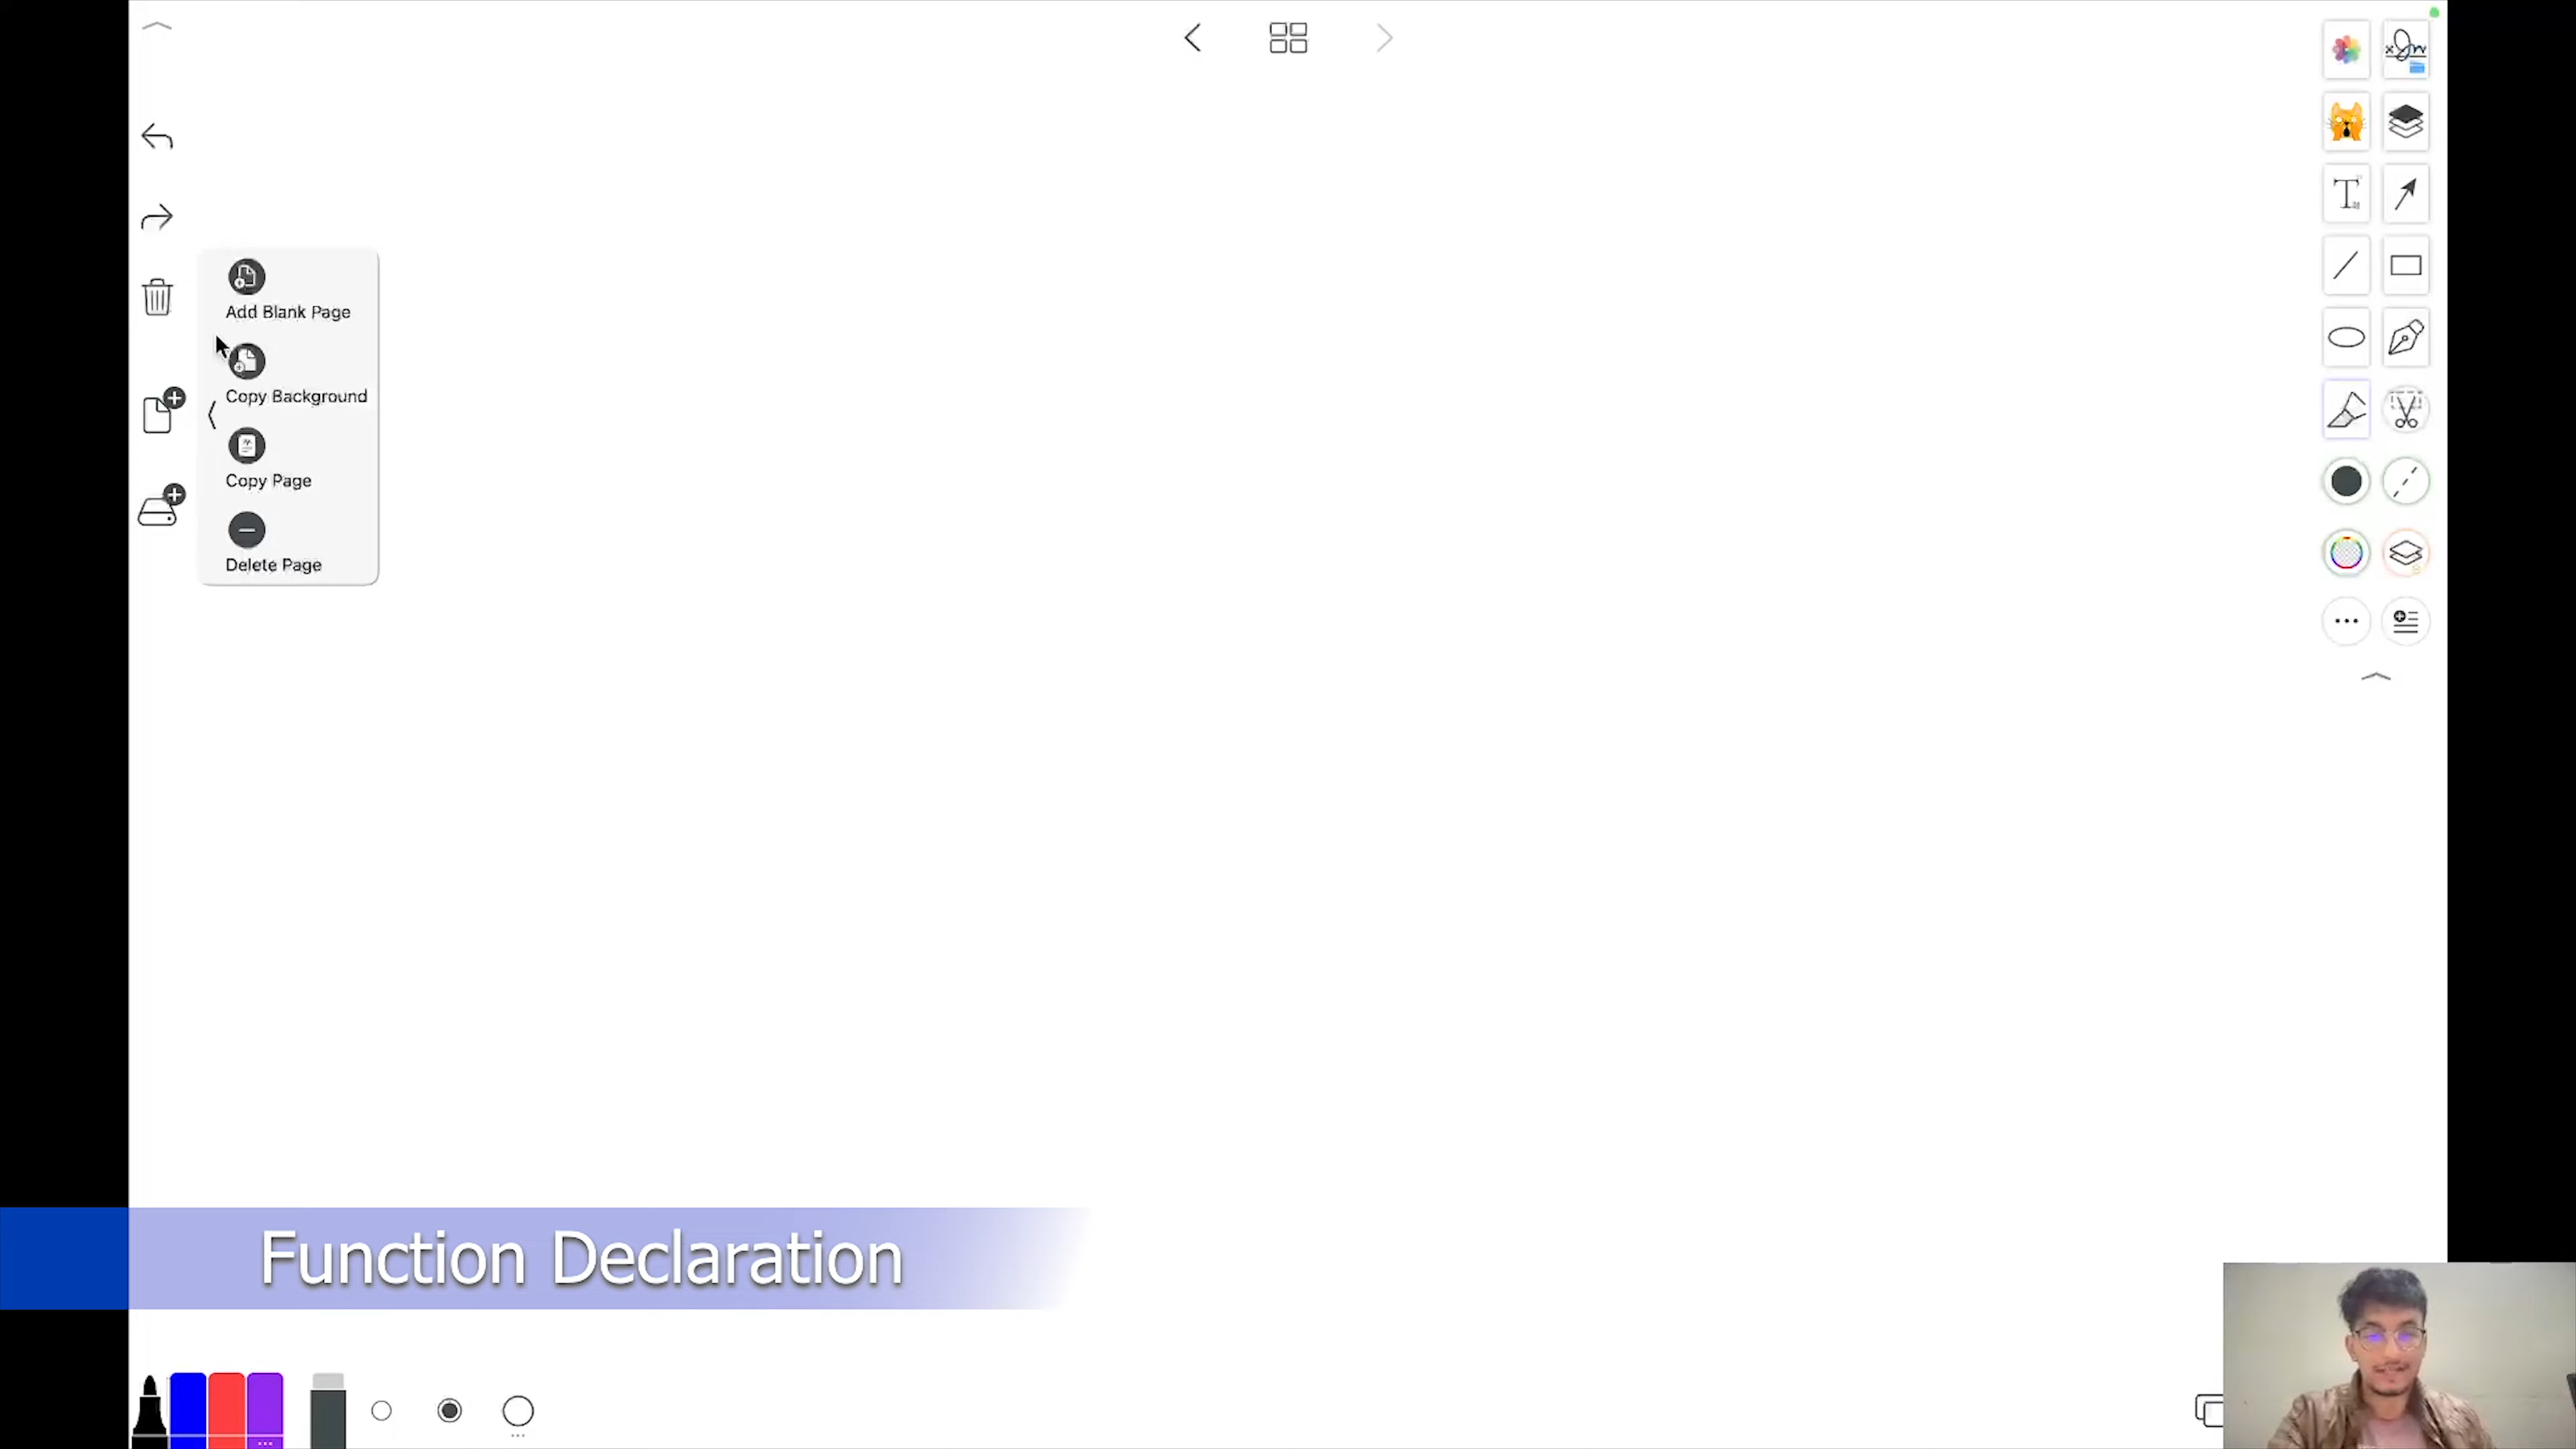 Add Blank Page
Copy Background
Copy Page
Delete Page
Function Declaration